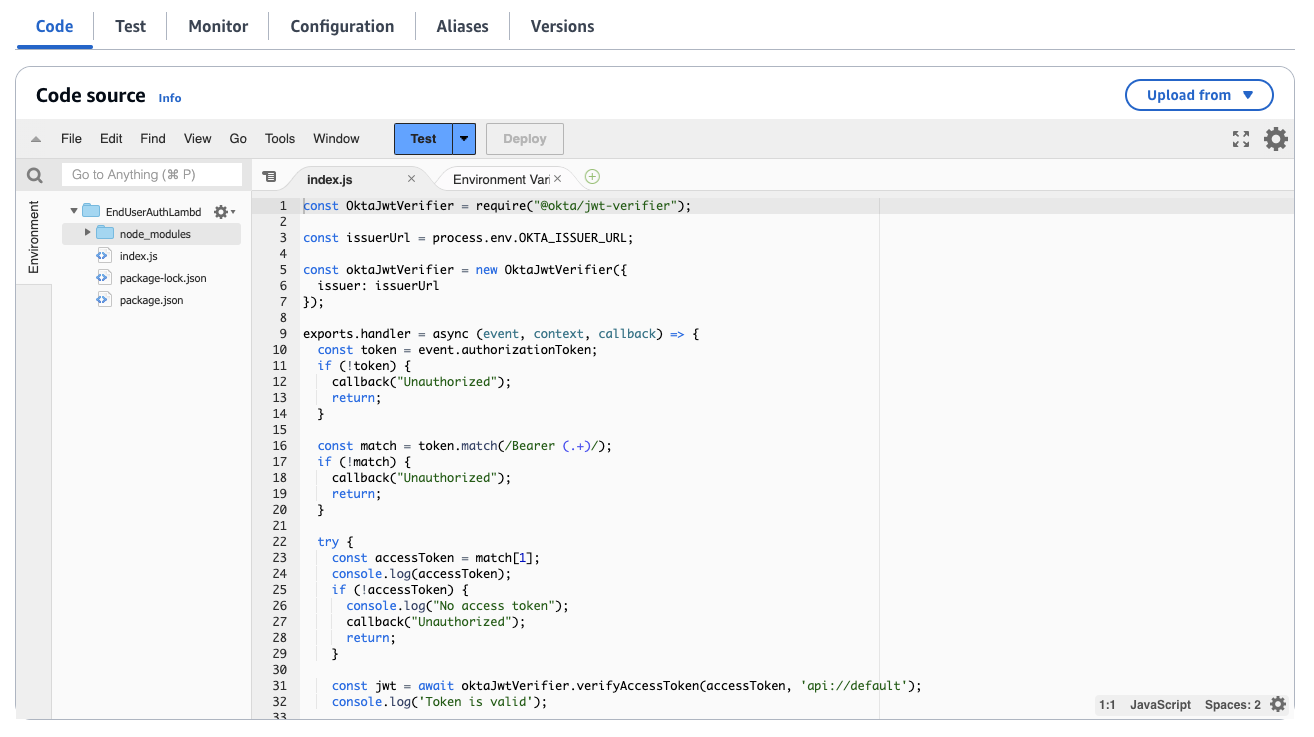 Code Test Monitor Configuration Aliases Versions
Code source Info Upload from
File Edit Find View Go Tools Window Test Deploy
Go to Anything (⌘ P) index.js × Environment Vari ×
Environment
EndUserAuthLambd
node_modules
index.js
package-lock.json
package.json
1 const OktaJwtVerifier = require("@okta/jwt-verifier");
2
3 const issuerUrl = process.env.OKTA_ISSUER_URL;
4
5 const oktaJwtVerifier = new OktaJwtVerifier({
6   issuer: issuerUrl
7 });
8
9 exports.handler = async (event, context, callback) => {
10   const token = event.authorizationToken;
11   if (!token) {
12     callback("Unauthorized");
13     return;
14   }
15
16   const match = token.match(/Bearer (.+)/);
17   if (!match) {
18     callback("Unauthorized");
19     return;
20   }
21
22   try {
23     const accessToken = match[1];
24     console.log(accessToken);
25     if (!accessToken) {
26       console.log("No access token");
27       callback("Unauthorized");
28       return;
29     }
30
31     const jwt = await oktaJwtVerifier.verifyAccessToken(accessToken, 'api://default');
32     console.log('Token is valid');
33
1:1 JavaScript Spaces: 2